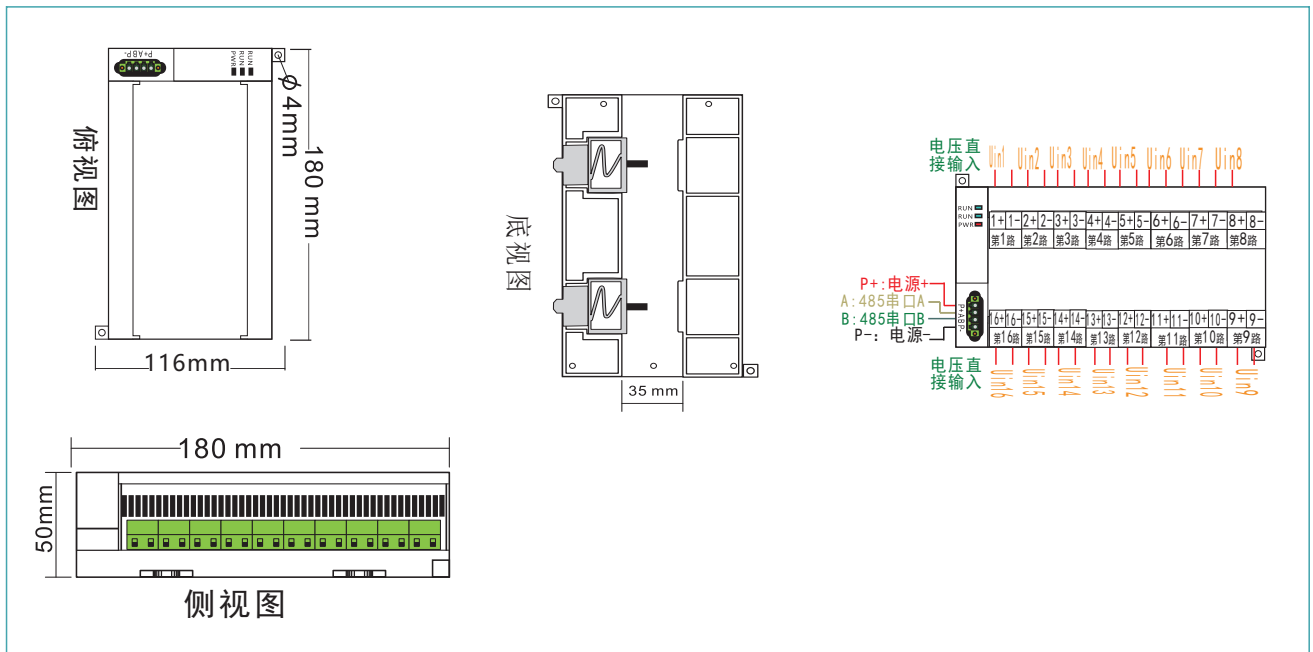 P+ABP-
RUN
RUN
PWR
φ4mm
180mm
116mm
俯视图
底视图
35mm
180mm
50mm
侧视图
电压直
接输入
Uin1 Uin2 Uin3 Uin4 Uin5 Uin6 Uin7 Uin8
RUN
RUN
PWR
1+ 1- 2+ 2- 3+ 3- 4+ 4- 5+ 5- 6+ 6- 7+ 7- 8+ 8-
第1路 第2路 第3路 第4路 第5路 第6路 第7路 第8路
P+:电源+
A:485串口A
B:485串口B
P-: 电源-
P+ABP-
16+ 16- 15+ 15- 14+ 14- 13+ 13- 12+ 12- 11+ 11- 10+ 10- 9+ 9-
第16路 第15路 第14路 第13路 第12路 第11路 第10路 第9路
电压直
接输入
Uin16 Uin15 Uin14 Uin13 Uin12 Uin11 Uin10 Uin9